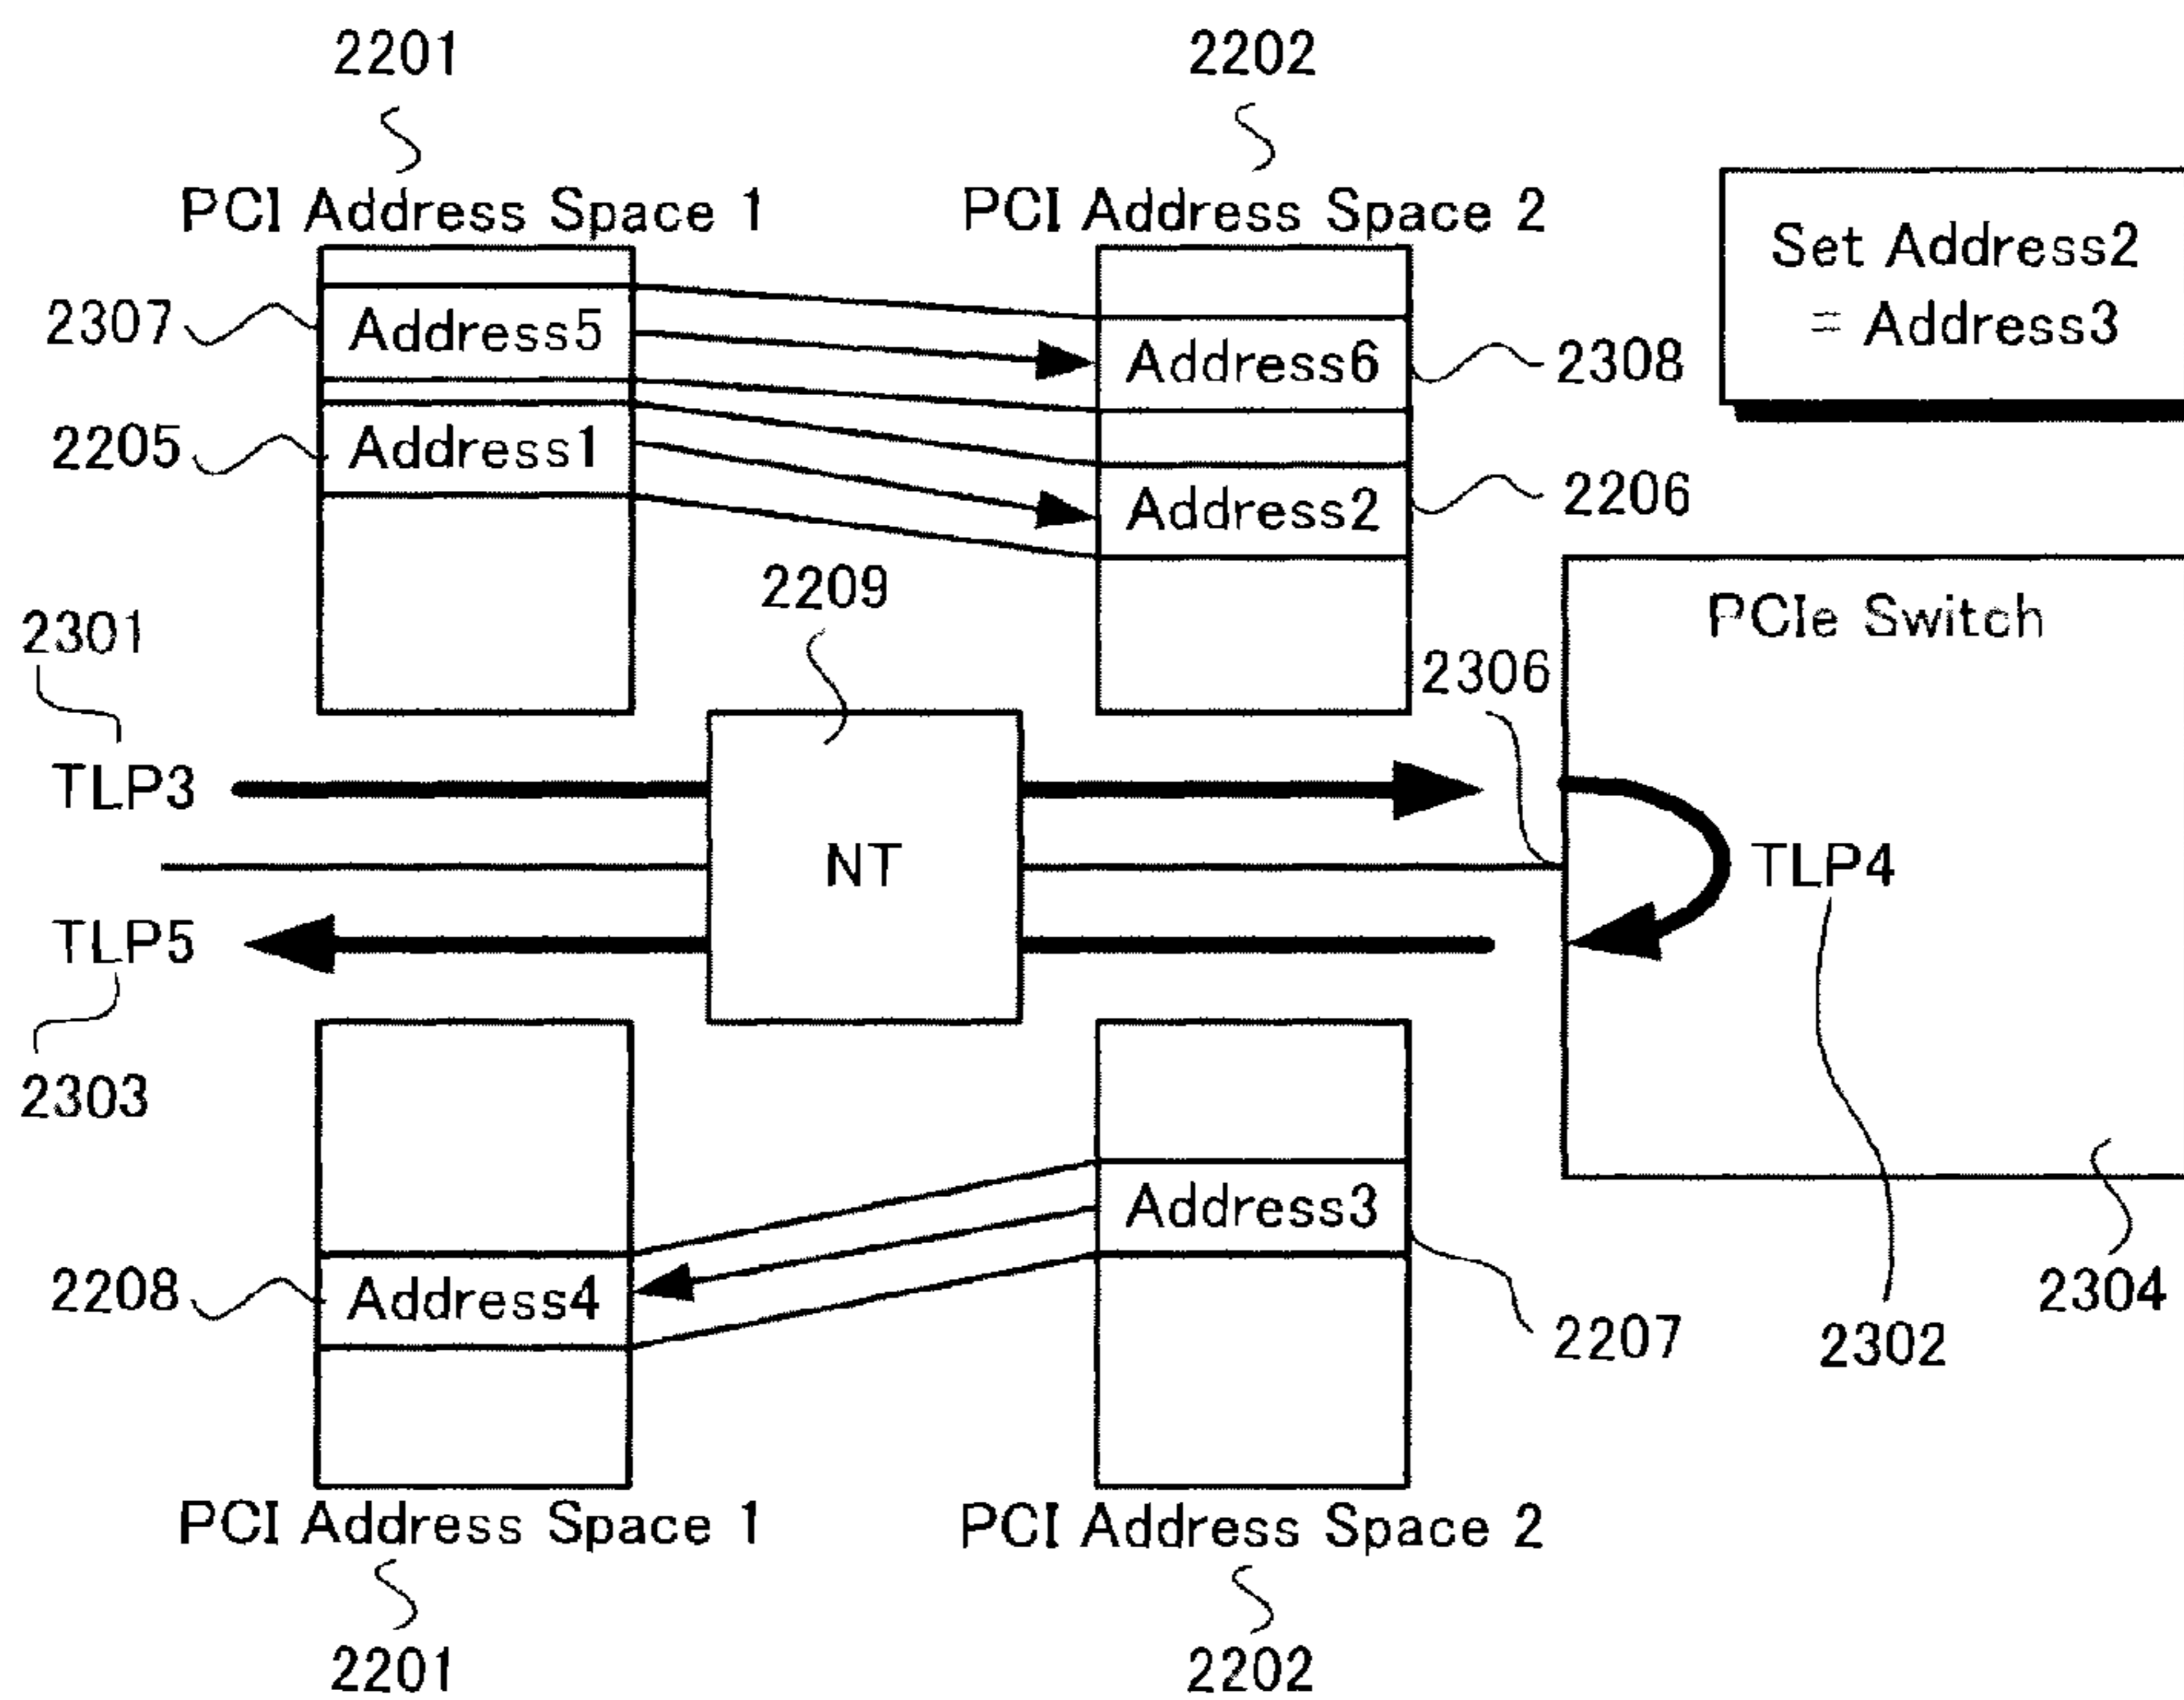 2201
2202
PCI Address Space 1
PCI Address Space 2
Set Address2
= Address3
2307
Address5
Address6
2308
2205
Address1
Address2
2206
2209
2301
PCIe Switch
2306
TLP3
NT
TLP4
TLP5
2303
Address3
2208
Address4
2207
2302
2304
PCI Address Space 1
PCI Address Space 2
2201
2202